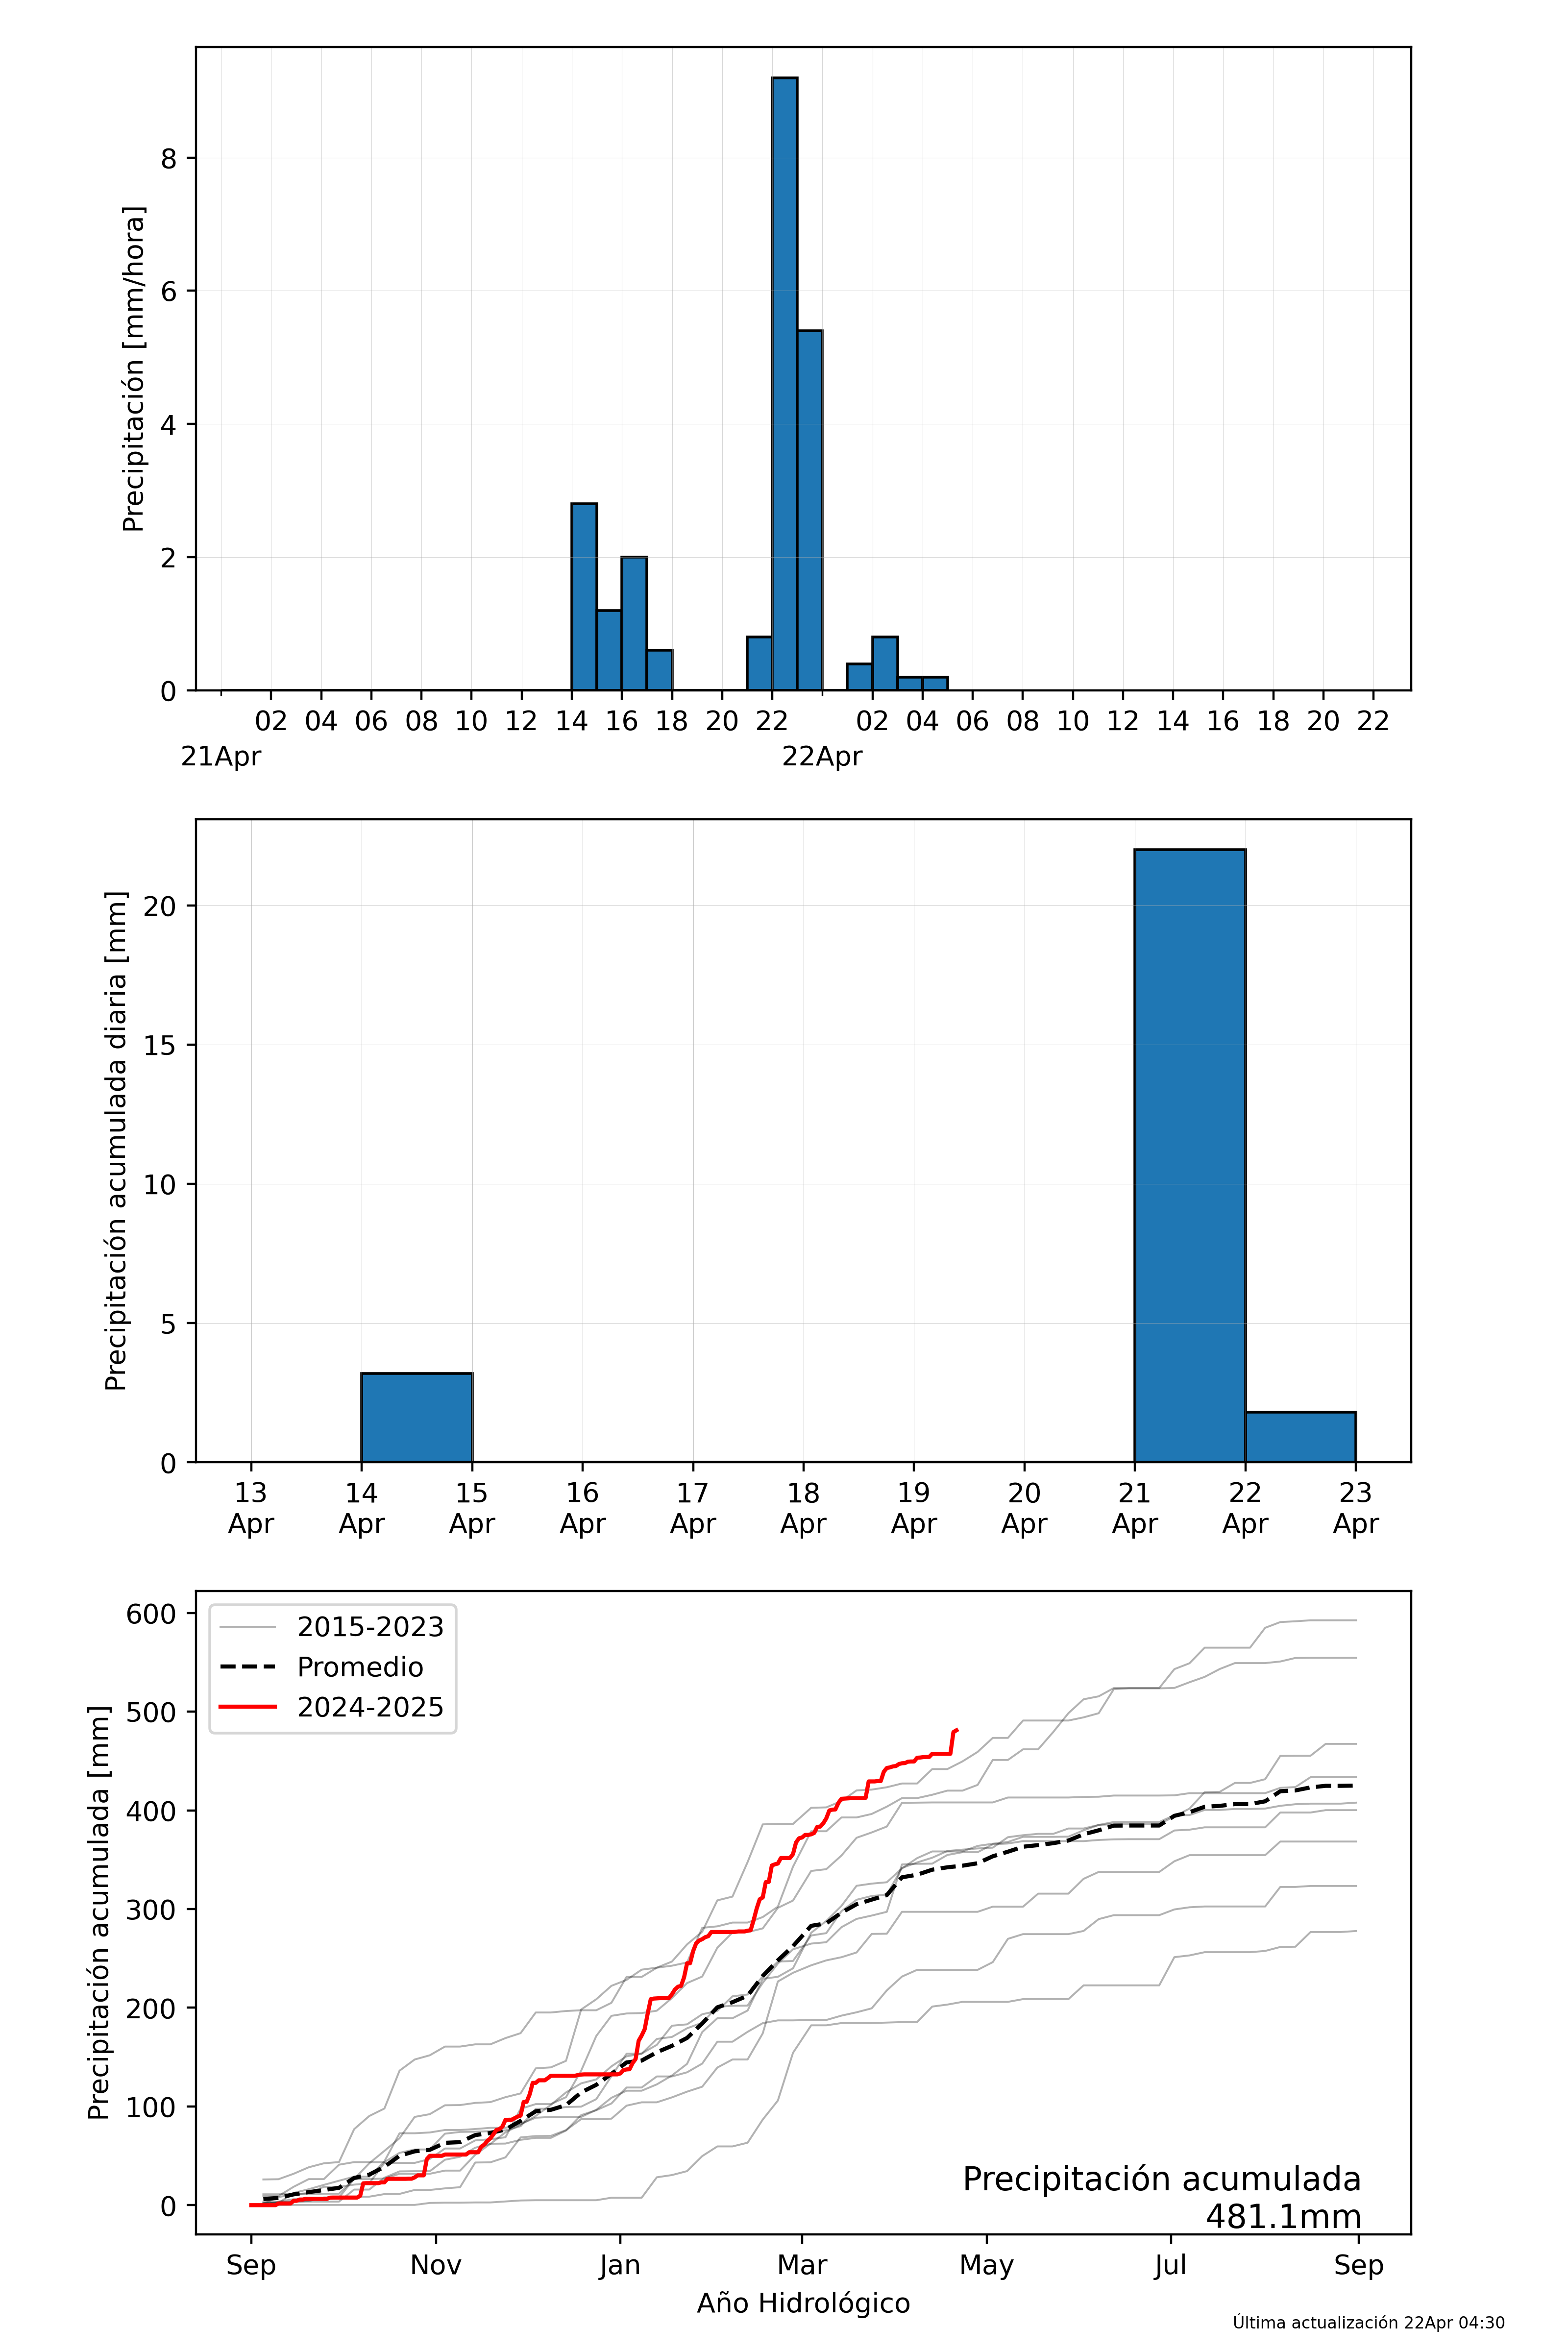 Precipitación [mm/hora]
8
6
4
2
0
02 04 06 08 10 12 14 16 18 20 22 02 04 06 08 10 12 14 16 18 20 22
21Apr 22Apr
Precipitación acumulada diaria [mm]
20
15
10
5
0
13 14 15 16 17 18 19 20 21 22 23
Apr Apr Apr Apr Apr Apr Apr Apr Apr Apr Apr
Precipitación acumulada [mm]
600
500
400
300
200
100
0
2015-2023
Promedio
2024-2025
Precipitación acumulada
481.1mm
Sep Nov Jan Mar May Jul Sep
Año Hidrológico
Última actualización 22Apr 04:30